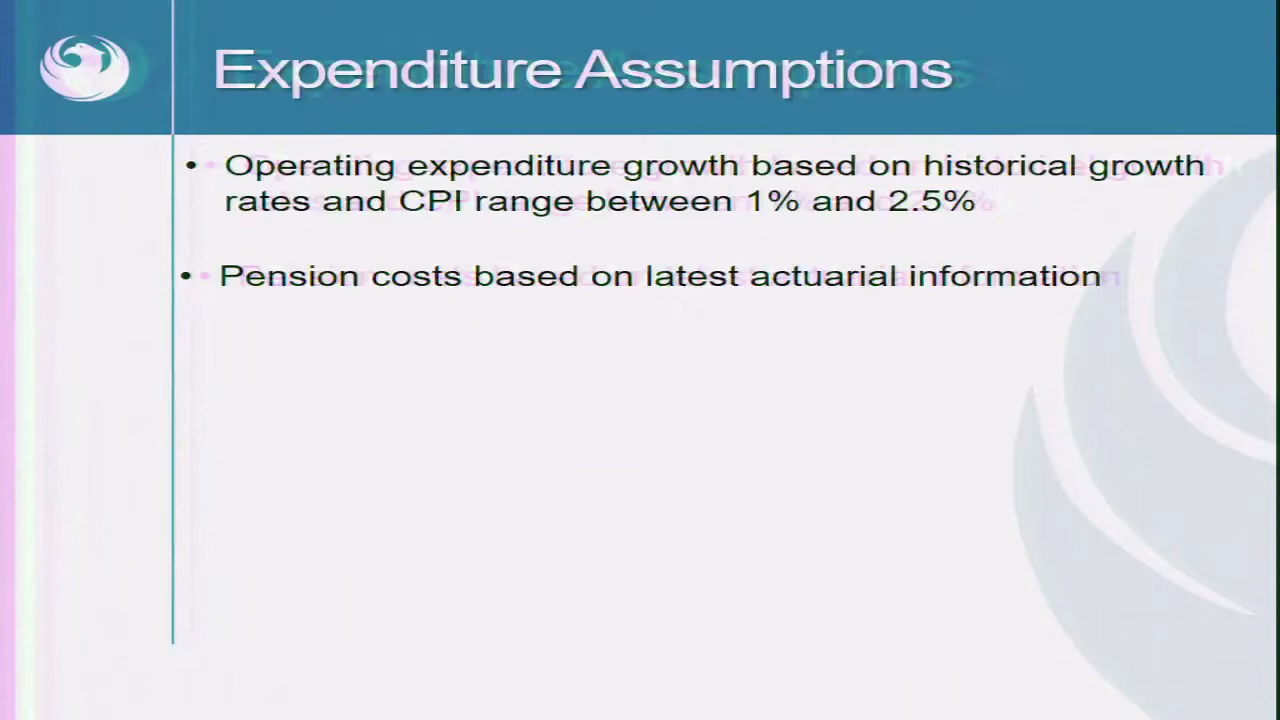 Expenditure Assumptions
• Operating expenditure growth based on historical growth
rates and CPI range between 1% and 2.5%
• Pension costs based on latest actuarial information